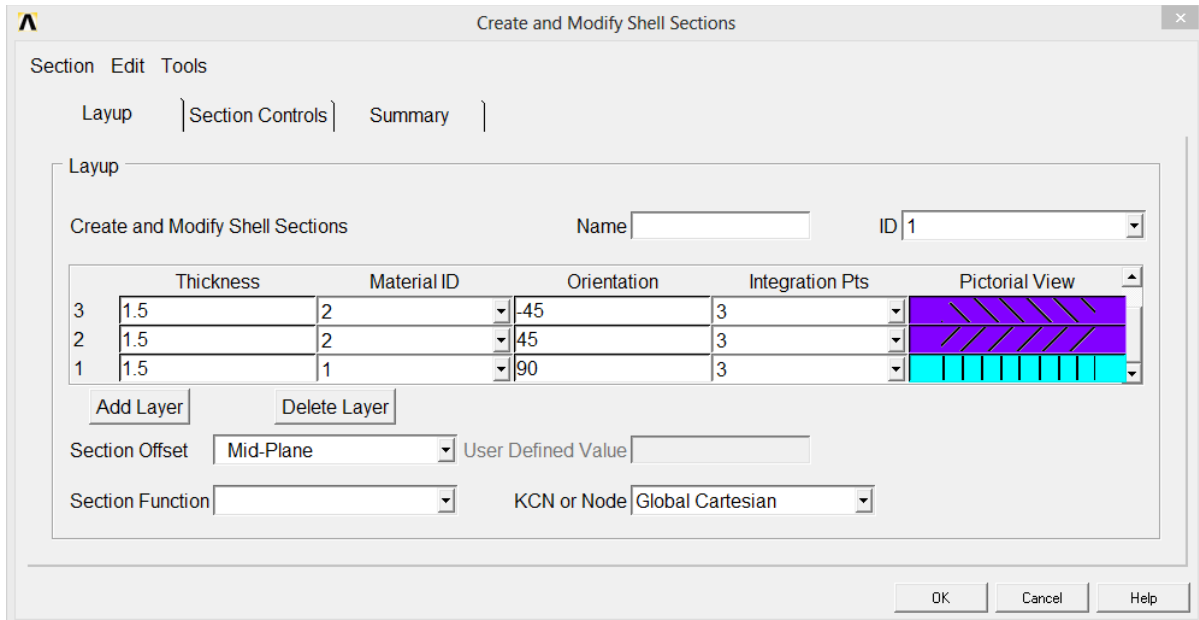 Create and Modify Shell Sections
Section Edit Tools
Layup Section Controls Summary
Layup
Create and Modify Shell Sections Name ID 1
Thickness Material ID Orientation Integration Pts Pictorial View
3 1.5 2 -45 3
2 1.5 2 45 3
1 1.5 1 90 3
Add Layer Delete Layer
Section Offset Mid-Plane User Defined Value
Section Function KCN or Node Global Cartesian
OK Cancel Help